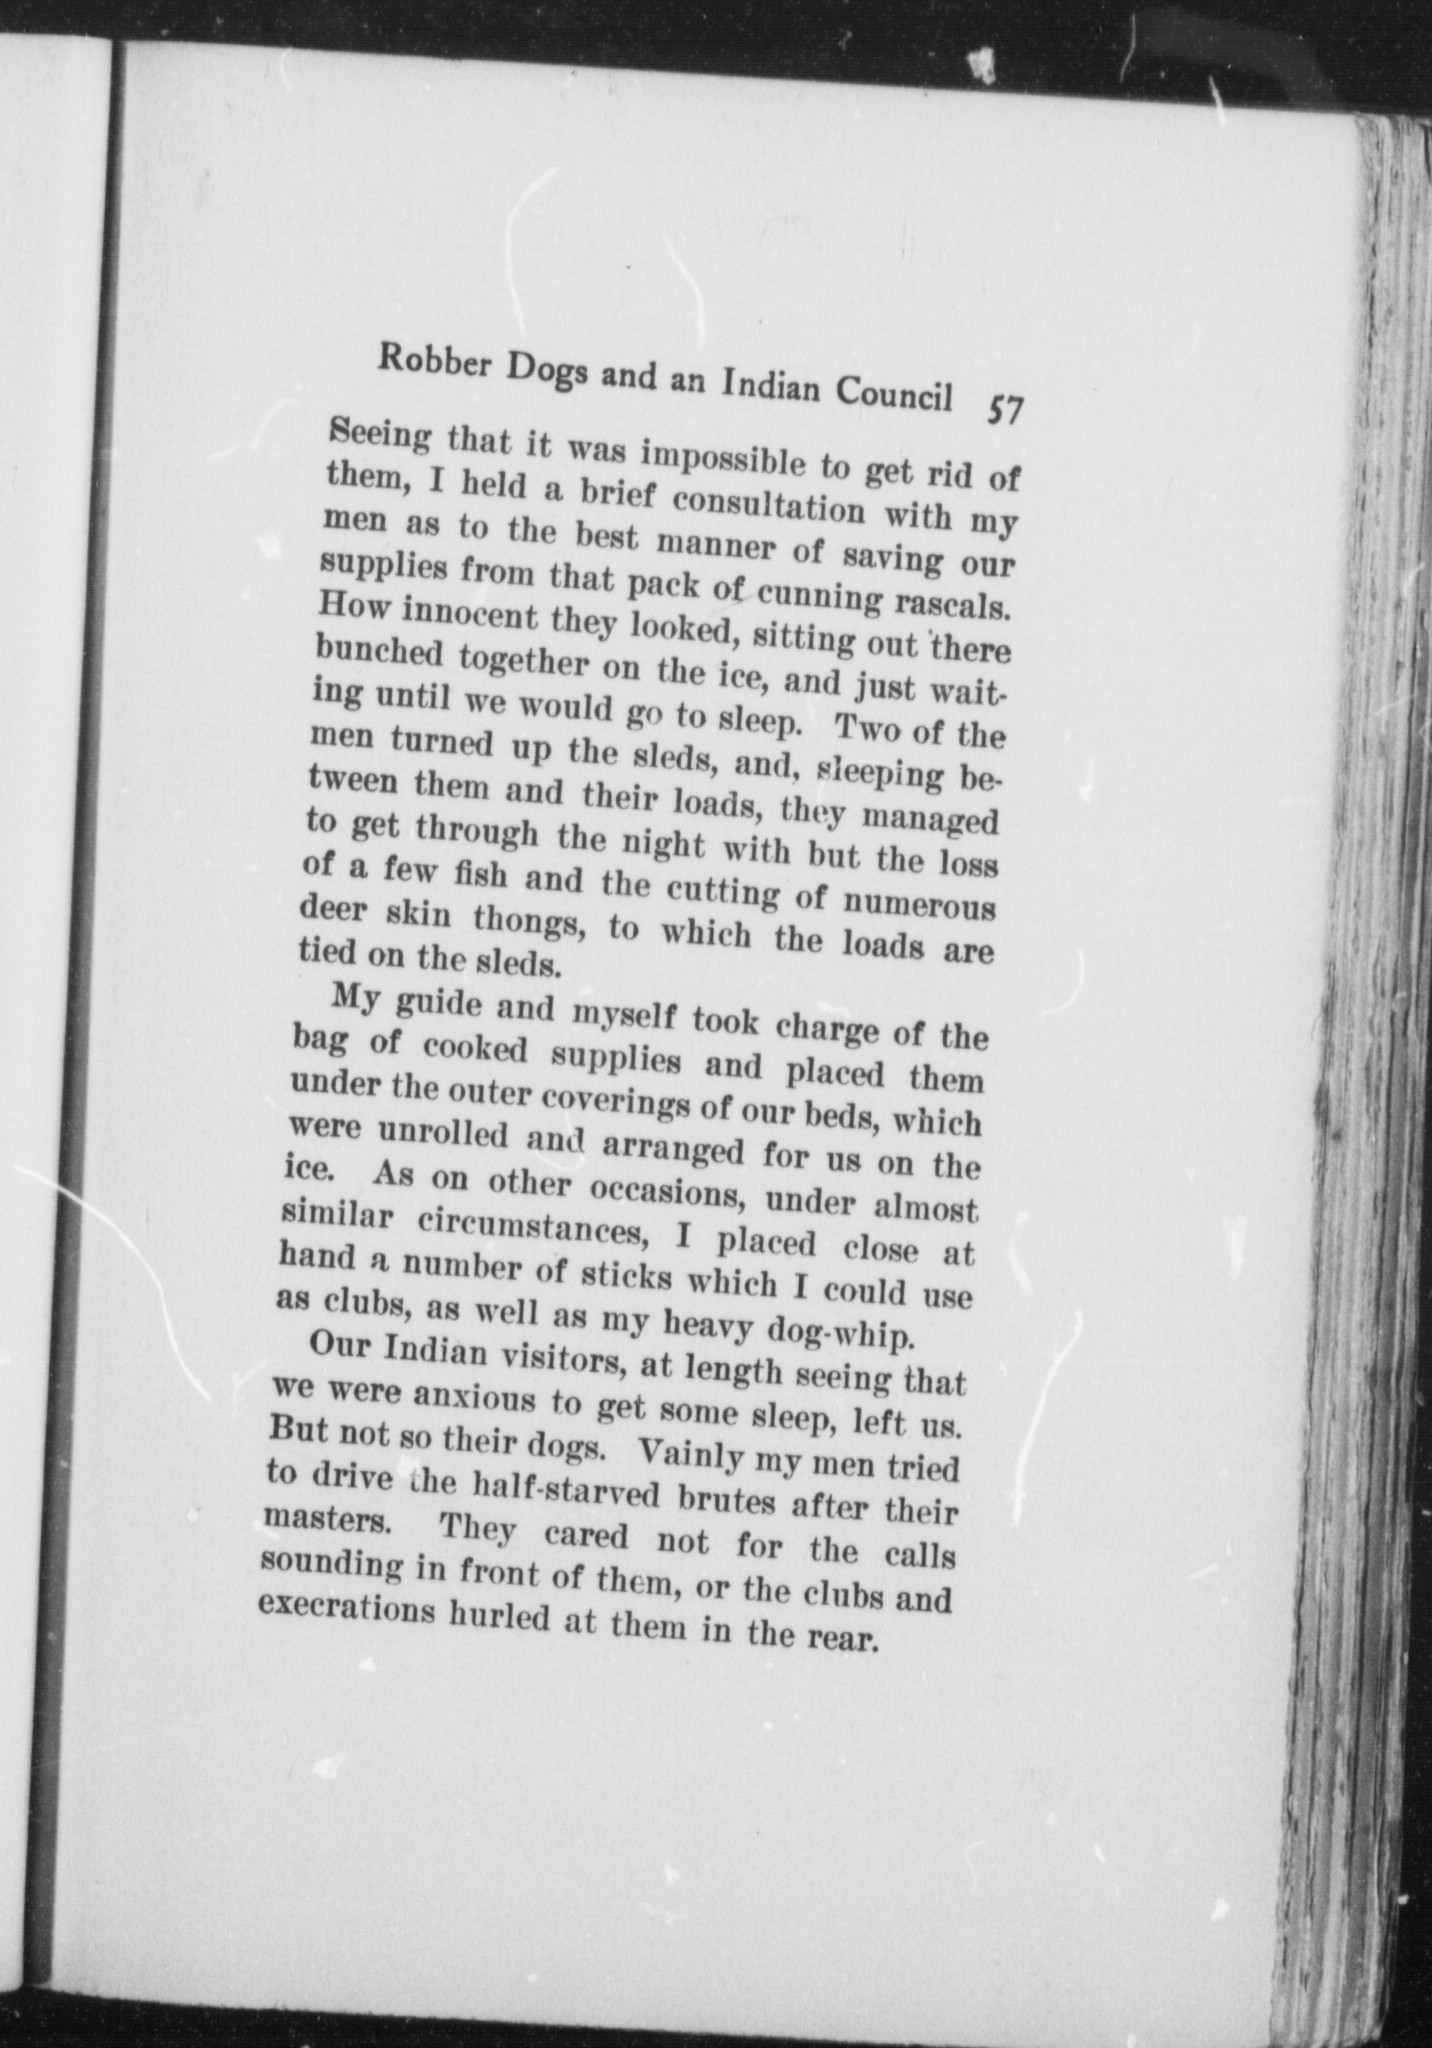 Robber Dogs and an Indian Council 57
Seeing that it was impossible to get rid of
them, I held a brief consultation with my
men as to the best manner of saving our
supplies from that pack of cunning rascals.
How innocent they looked, sitting out there
bunched together on the ice, and just wait-
ing until we would go to sleep. Two of the
men turned up the sleds, and, sleeping be-
tween them and their loads, they managed
to get through the night with but the loss
of a few fish and the cutting of numerous
deer skin thongs, to which the loads are
tied on the sleds.
My guide and myself took charge of the
bag of cooked supplies and placed them
under the outer coverings of our beds, which
were unrolled and arranged for us on the
ice. As on other occasions, under almost
similar circumstances, I placed close at
hand a number of sticks which I could use
as clubs, as well as my heavy dog-whip.
Our Indian visitors, at length seeing that
we were anxious to get some sleep, left us.
But not so their dogs. Vainly my men tried
to drive the half-starved brutes after their
masters. They cared not for the calls
sounding in front of them, or the clubs and
execrations hurled at them in the rear.